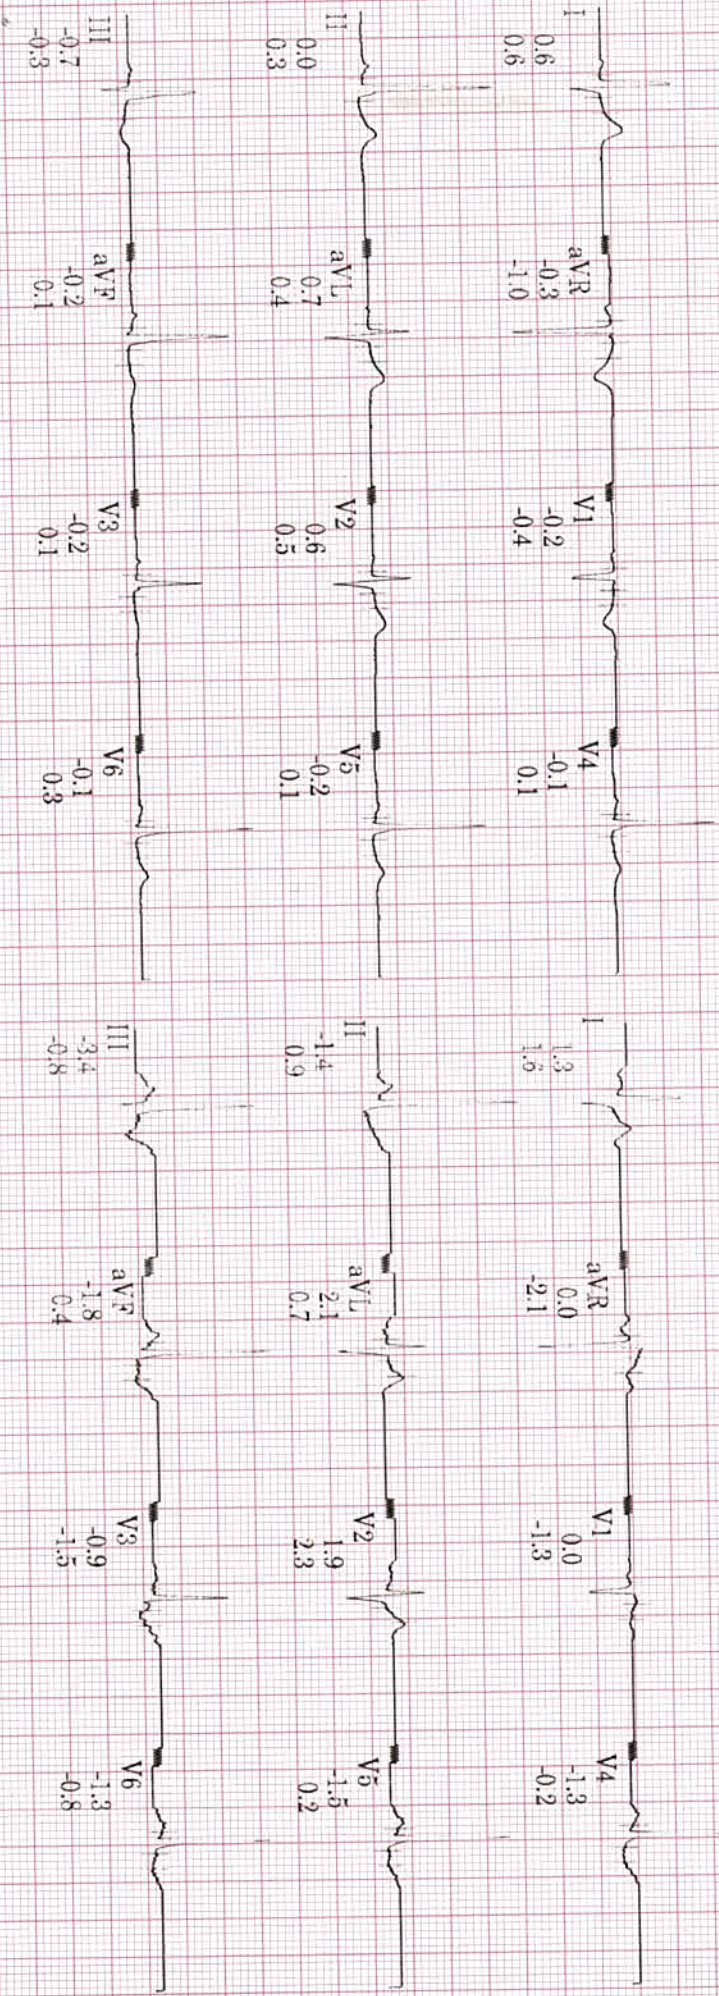 I
0.6
0.6
aVR
-0.3
-1.0
V1
-0.2
-0.4
V4
-0.1
0.1
II
0.0
0.3
aVL
0.7
0.4
V2
0.6
0.5
V5
-0.2
0.1
III
-0.7
-0.3
aVF
-0.2
0.1
V3
-0.2
0.1
V6
-0.1
0.3
I
1.3
1.6
aVR
0.0
-2.1
V1
0.0
-1.3
V4
-1.3
-0.2
II
-1.4
0.9
aVL
2.1
0.7
V2
1.9
2.3
V5
-1.5
0.2
III
-3.4
-0.8
aVF
-1.8
0.4
V3
-0.9
-1.5
V6
-1.3
-0.8